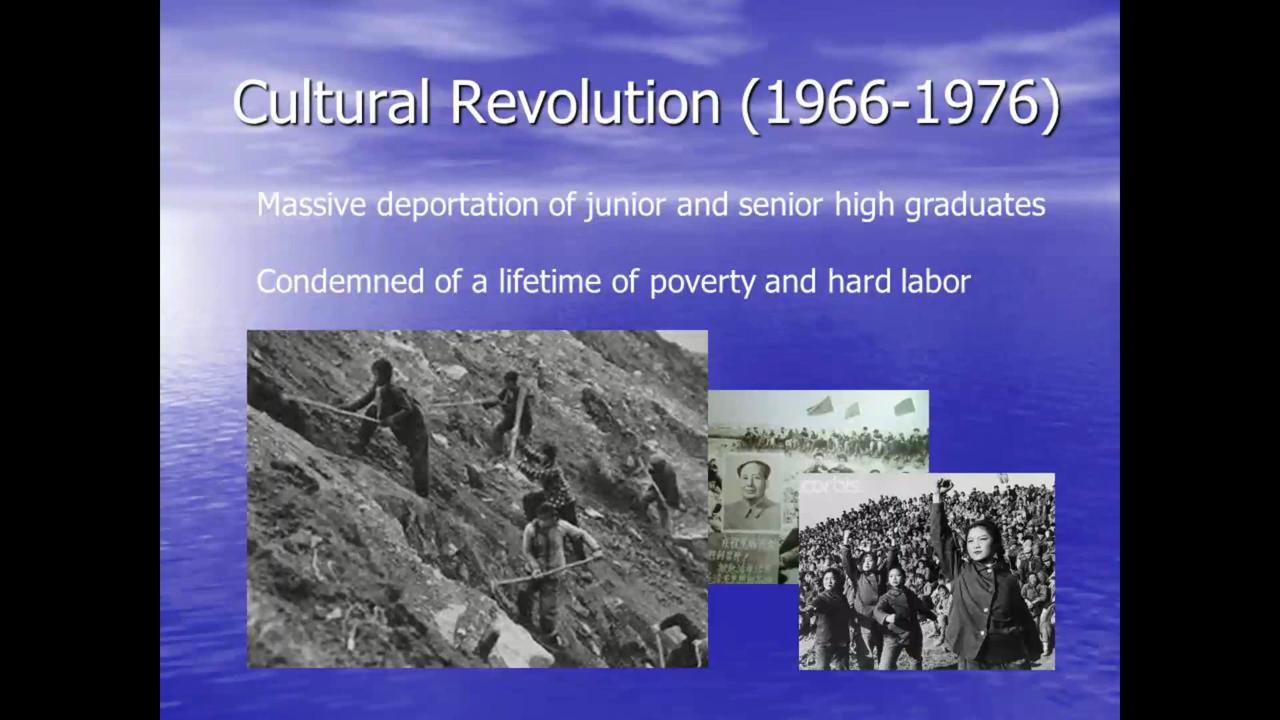 Cultural Revolution (1966-1976)
Massive deportation of junior and senior high graduates
Condemned of a lifetime of poverty and hard labor
corbis